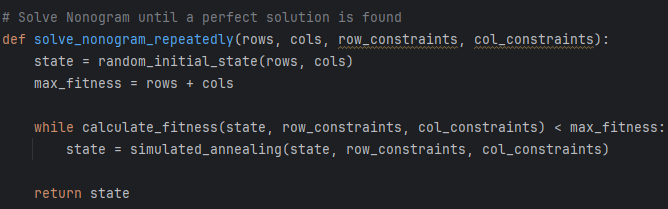 # Solve Nonogram until a perfect solution is found
def solve_nonogram_repeatedly(rows, cols, row_constraints, col_constraints):
    state = random_initial_state(rows, cols)
    max_fitness = rows + cols
    while calculate_fitness(state, row_constraints, col_constraints) < max_fitness:
        state = simulated_annealing(state, row_constraints, col_constraints)
    return state